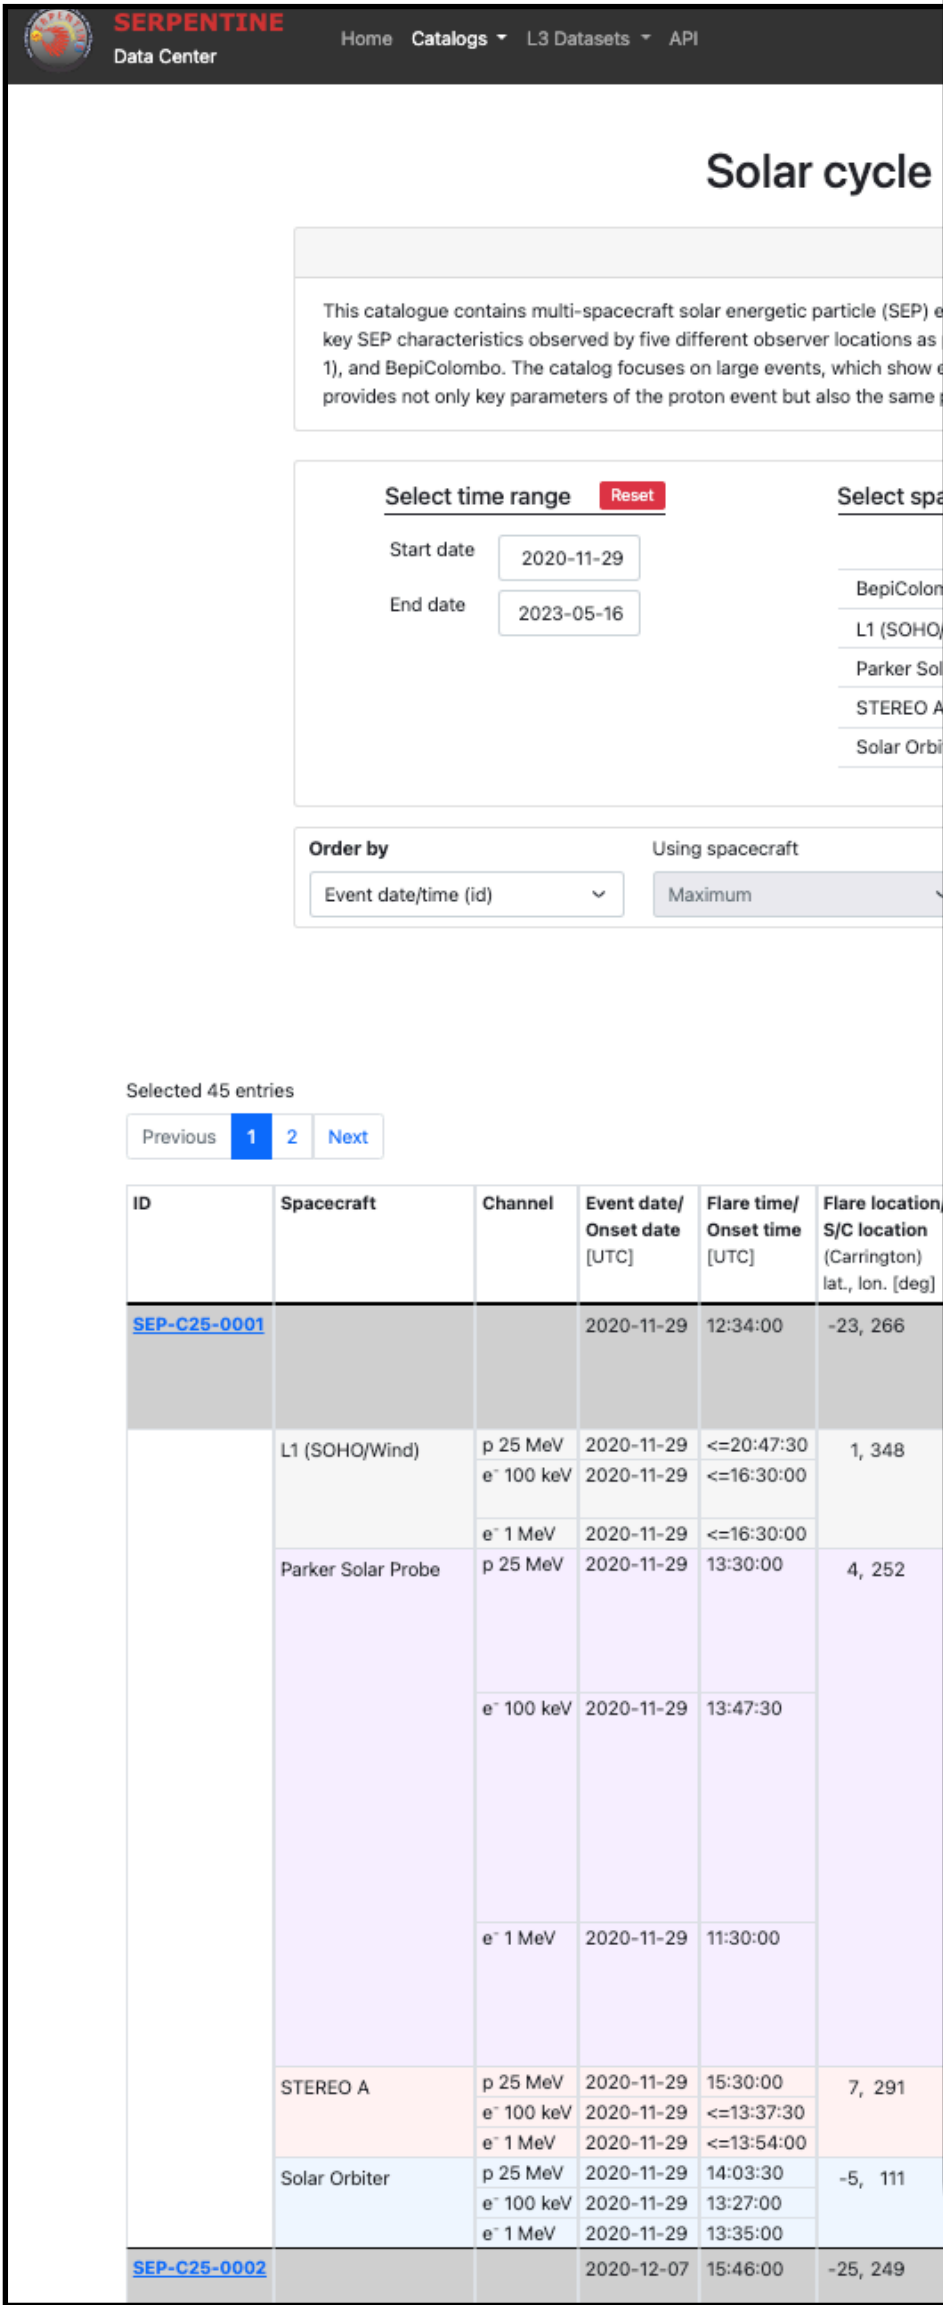 SERPENTINE
Data Center
Home Catalogs L3 Datasets API
Solar cycle
This catalogue contains multi-spacecraft solar energetic particle (SEP) e
key SEP characteristics observed by five different observer locations as
1), and BepiColombo. The catalog focuses on large events, which show e
provides not only key parameters of the proton event but also the same
Select time range Reset
Start date 2020-11-29
End date 2023-05-16
Select spa
BepiColom
L1 (SOHO/
Parker Sol
STEREO A
Solar Orbi
Order by Using spacecraft
Event date/time (id) Maximum
Selected 45 entries
Previous 1 2 Next
ID Spacecraft Channel Event date/ Flare time/ Flare location/
Onset date Onset time S/C location
[UTC] [UTC] (Carrington)
lat., lon. [deg]
SEP-C25-0001 2020-11-29 12:34:00 -23, 266
L1 (SOHO/Wind) p 25 MeV 2020-11-29 <=20:47:30 1, 348
e⁻ 100 keV 2020-11-29 <=16:30:00
e⁻ 1 MeV 2020-11-29 <=16:30:00
Parker Solar Probe p 25 MeV 2020-11-29 13:30:00 4, 252
e⁻ 100 keV 2020-11-29 13:47:30
e⁻ 1 MeV 2020-11-29 11:30:00
STEREO A p 25 MeV 2020-11-29 15:30:00 7, 291
e⁻ 100 keV 2020-11-29 <=13:37:30
e⁻ 1 MeV 2020-11-29 <=13:54:00
Solar Orbiter p 25 MeV 2020-11-29 14:03:30 -5, 111
e⁻ 100 keV 2020-11-29 13:27:00
e⁻ 1 MeV 2020-11-29 13:35:00
SEP-C25-0002 2020-12-07 15:46:00 -25, 249